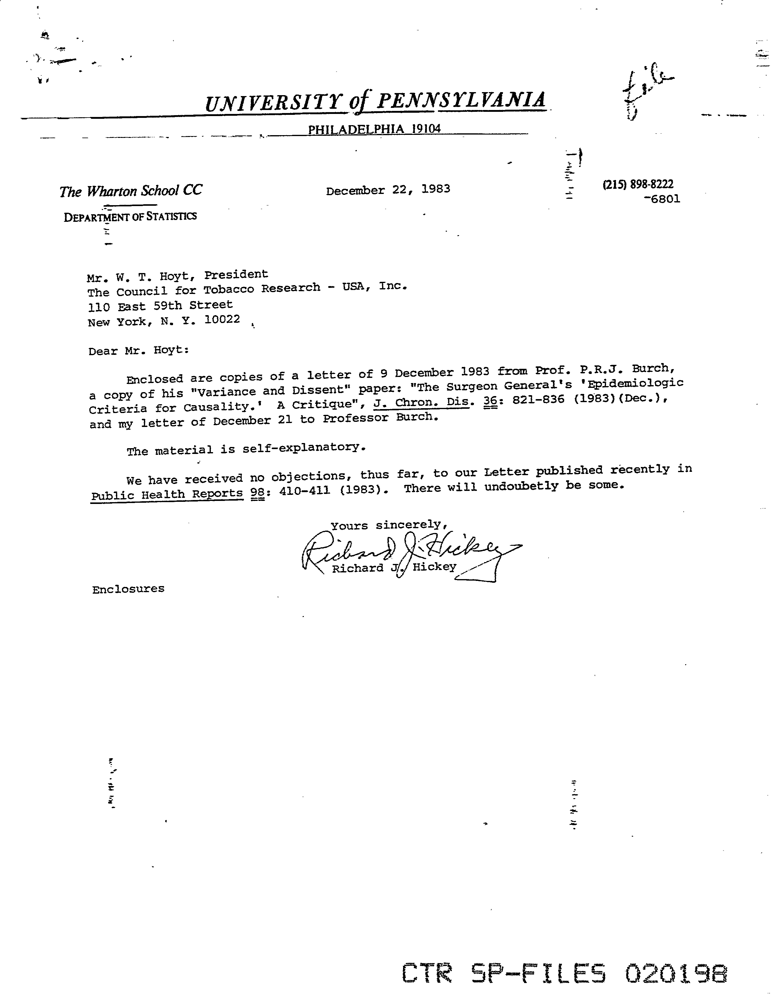 file
UNIVERSITY of PENNSYLVANIA
PHILADELPHIA 19104
The Wharton School CC
December 22, 1983
(215) 898-8222
-6801
DEPARTMENT OF STATISTICS
Mr. W. T. Hoyt, President
The Council for Tobacco Research - USA, Inc.
110 East 59th Street
New York, N. Y. 10022
Dear Mr. Hoyt:
Enclosed are copies of a letter of 9 December 1983 from Prof. P.R.J. Burch,
a copy of his "Variance and Dissent" paper: "The Surgeon General's 'Epidemiologic
Criteria for Causality.' A Critique", J. Chron. Dis. 36: 821-836 (1983)(Dec.),
and my letter of December 21 to Professor Burch.
The material is self-explanatory.
We have received no objections, thus far, to our Letter published recently in
Public Health Reports 98: 410-411 (1983). There will undoubetly be some.
Yours sincerely,
Richard J. Hickey
Richard J. Hickey
Enclosures
CTR SP-FILES 020198